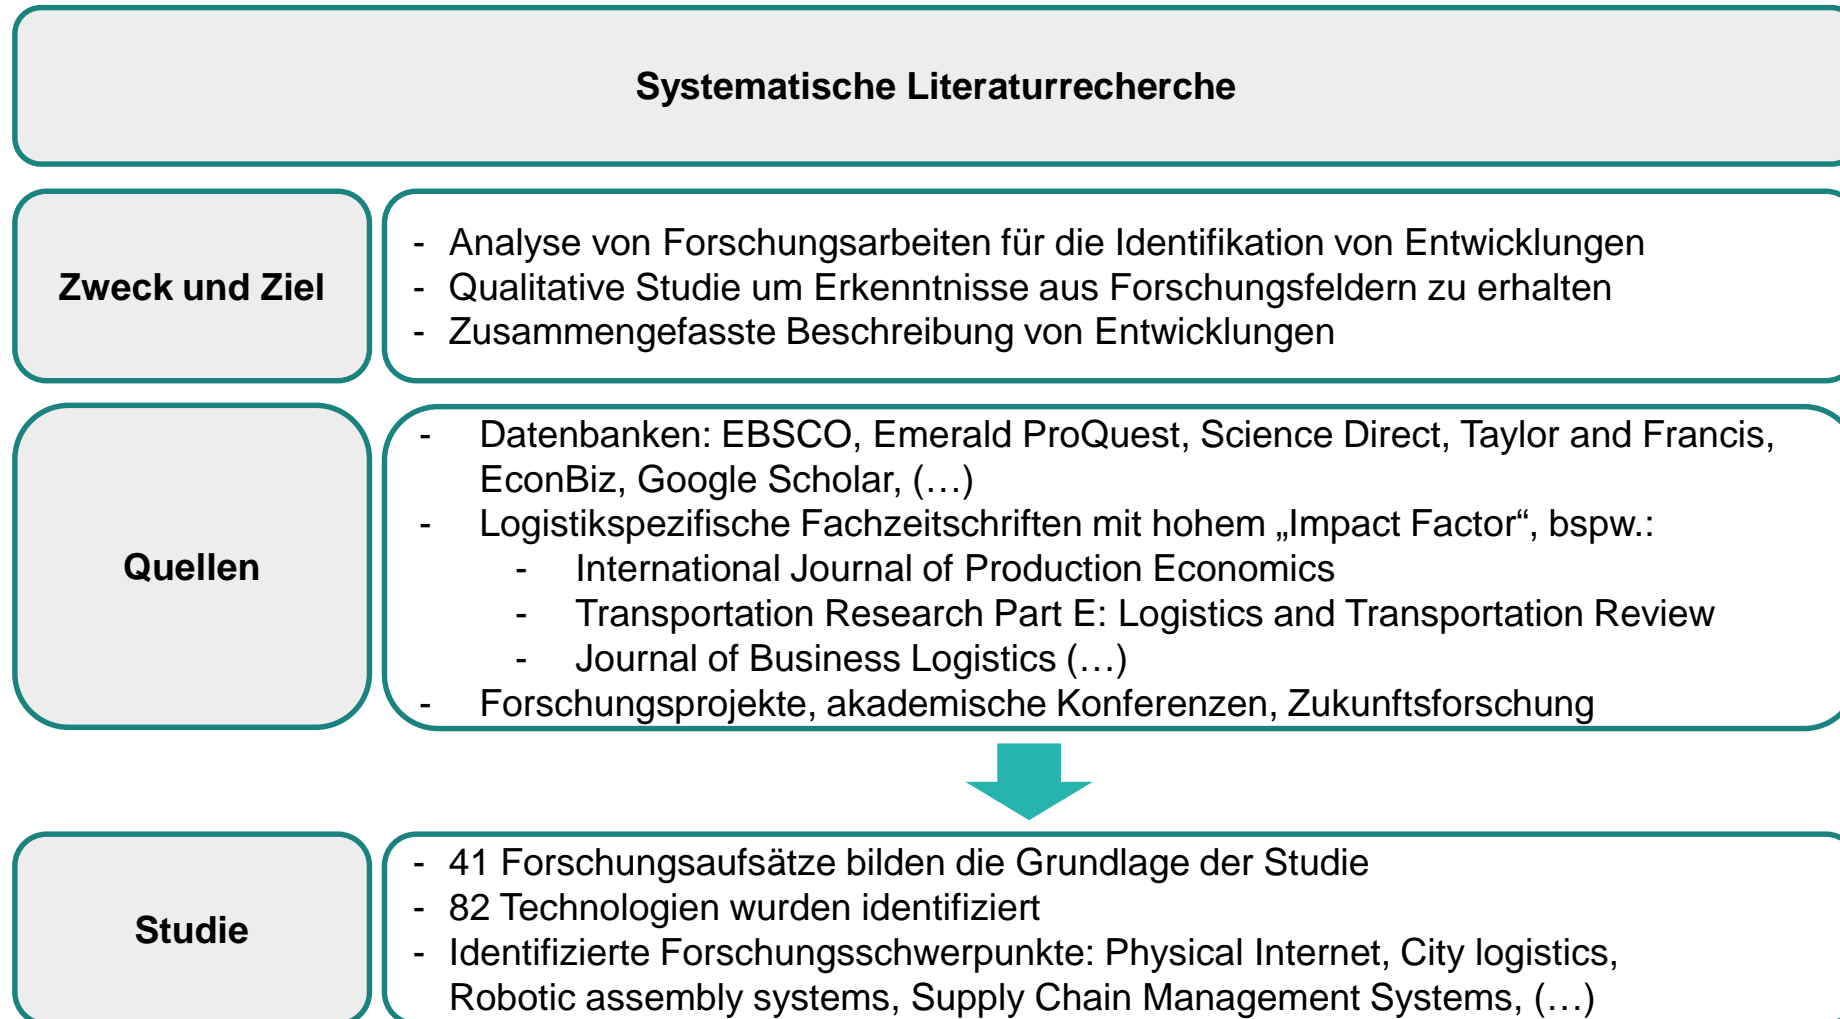 Systematische Literaturrecherche
Zweck und Ziel
- Analyse von Forschungsarbeiten für die Identifikation von Entwicklungen
- Qualitative Studie um Erkenntnisse aus Forschungsfeldern zu erhalten
- Zusammengefasste Beschreibung von Entwicklungen
Quellen
- Datenbanken: EBSCO, Emerald ProQuest, Science Direct, Taylor and Francis,
EconBiz, Google Scholar, (…)
- Logistikspezifische Fachzeitschriften mit hohem „Impact Factor“, bspw.:
- International Journal of Production Economics
- Transportation Research Part E: Logistics and Transportation Review
- Journal of Business Logistics (…)
- Forschungsprojekte, akademische Konferenzen, Zukunftsforschung
Studie
- 41 Forschungsaufsätze bilden die Grundlage der Studie
- 82 Technologien wurden identifiziert
- Identifizierte Forschungsschwerpunkte: Physical Internet, City logistics,
Robotic assembly systems, Supply Chain Management Systems, (…)